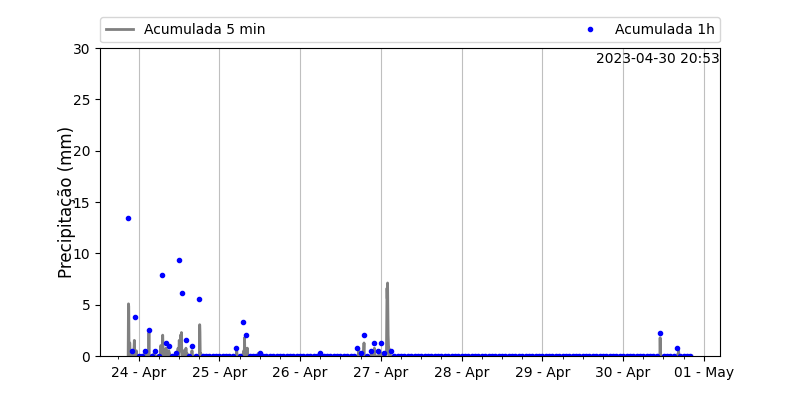 Acumulada 5 min
Acumulada 1h
2023-04-30 20:53
Precipitação (mm)
30
25
20
15
10
5
0
24 - Apr
25 - Apr
26 - Apr
27 - Apr
28 - Apr
29 - Apr
30 - Apr
01 - May